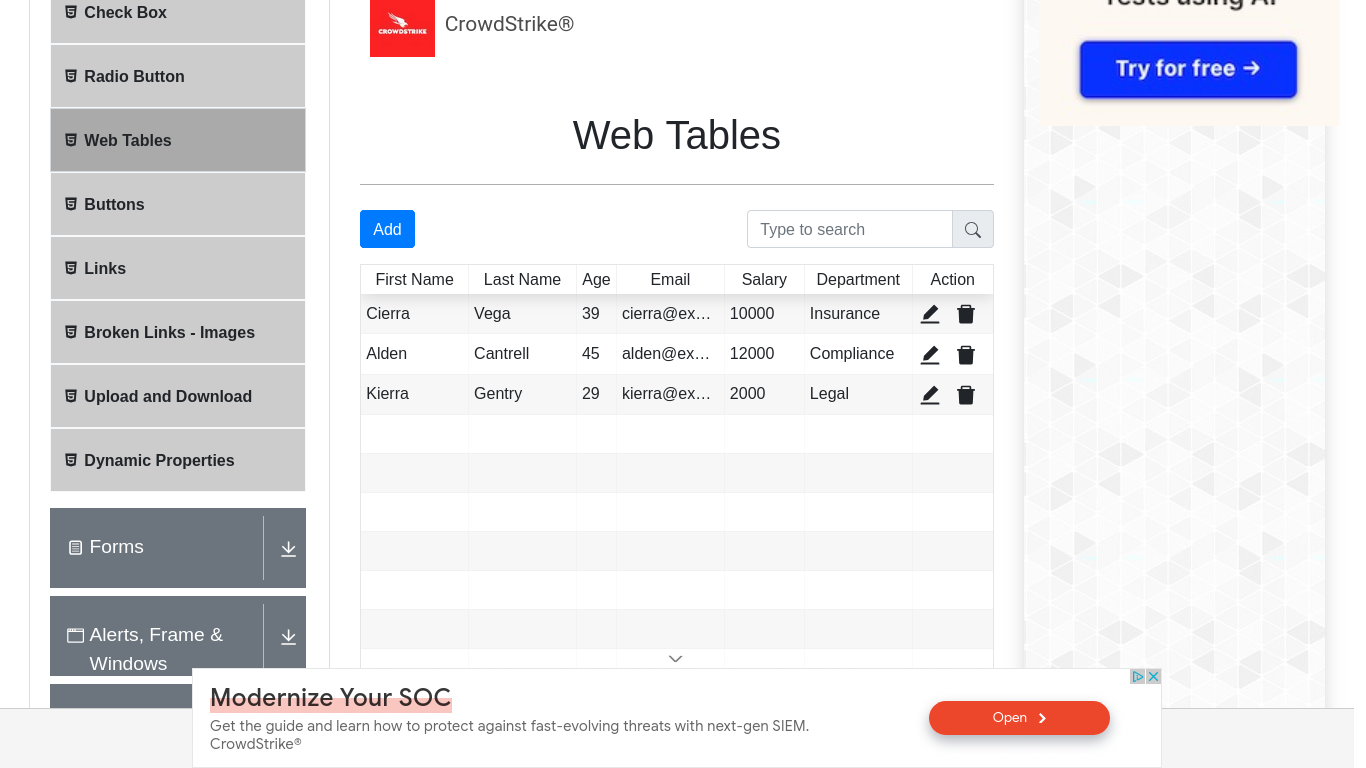 Check Box
Radio Button
Web Tables
Buttons
Links
Broken Links - Images
Upload and Download
Dynamic Properties
Forms
Alerts, Frame &
Windows
CROWDSTRIKE
CrowdStrike®
Web Tables
Add
Type to search
First Name Last Name Age Email Salary Department Action
Cierra Vega 39 cierra@ex… 10000 Insurance
Alden Cantrell 45 alden@ex… 12000 Compliance
Kierra Gentry 29 kierra@ex… 2000 Legal
Tests using AI
Try for free →
Modernize Your SOC
Get the guide and learn how to protect against fast-evolving threats with next-gen SIEM.
CrowdStrike®
Open